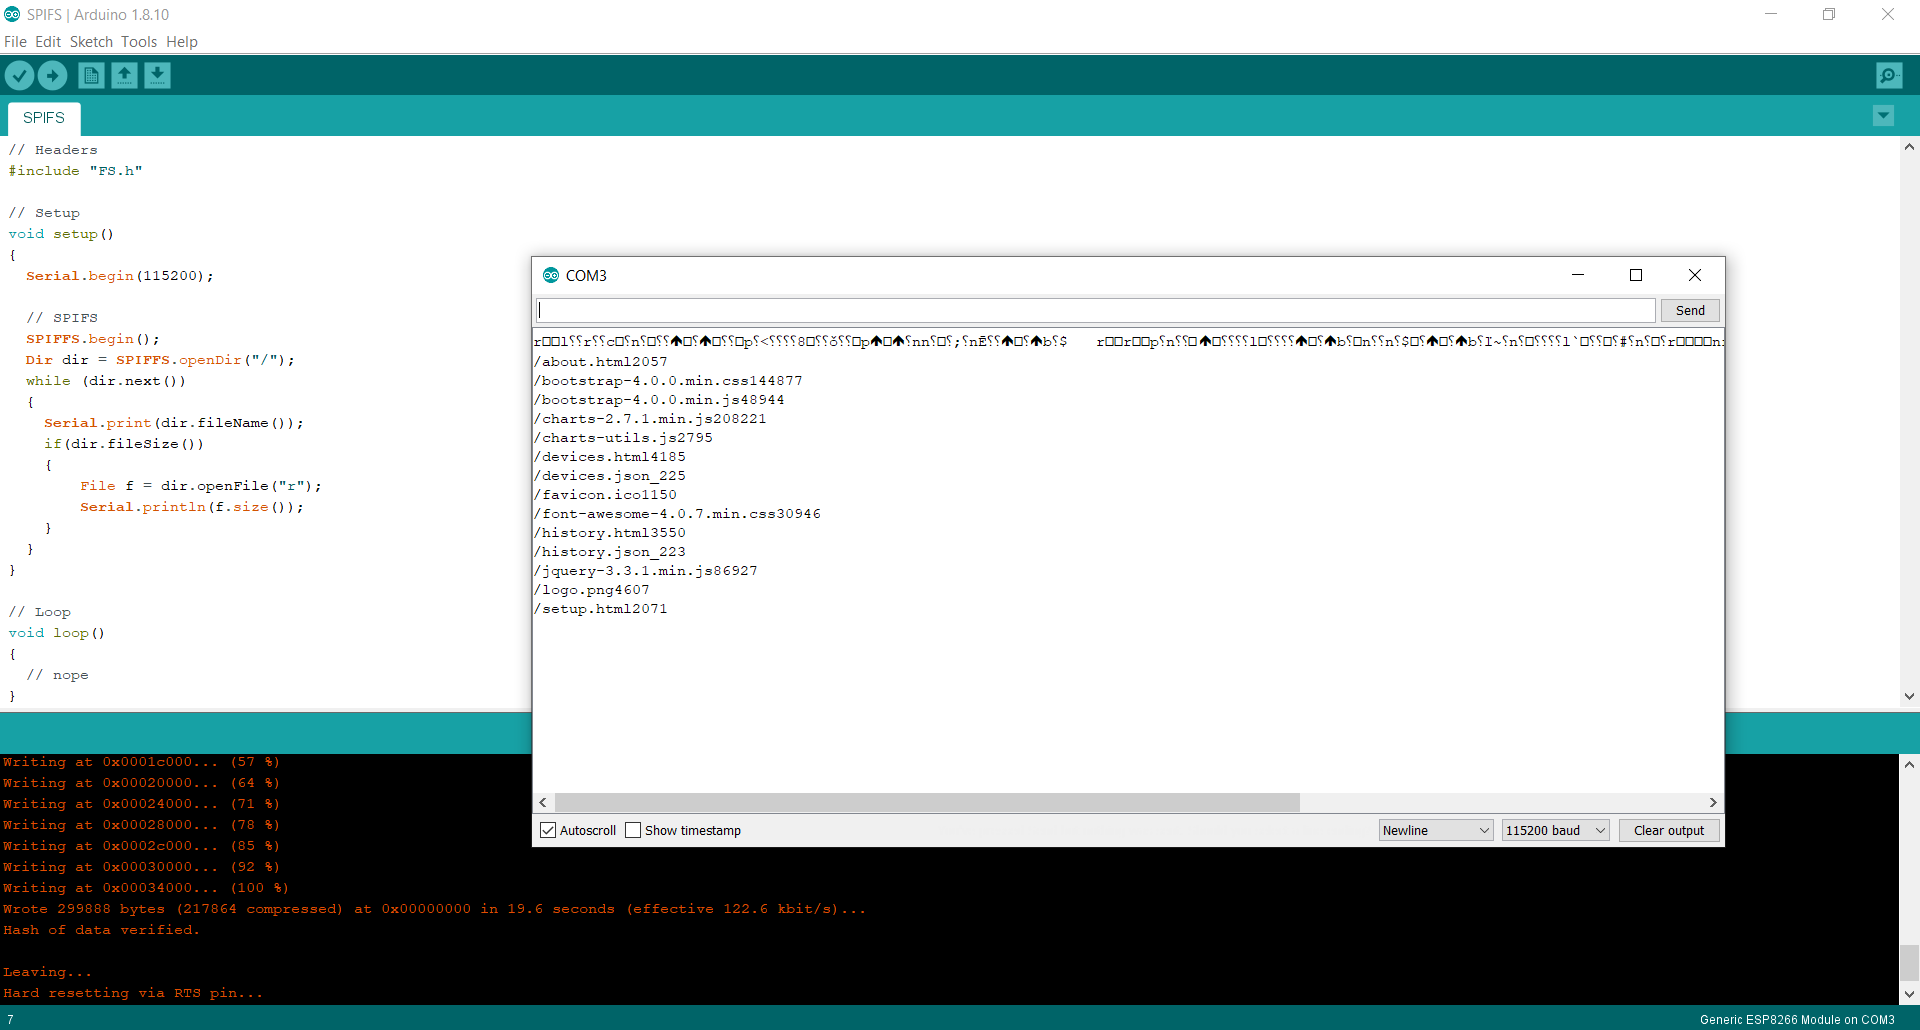 SPIFS | Arduino 1.8.10
File Edit Sketch Tools Help
SPIFS
// Headers
#include "FS.h"
// Setup
void setup()
{
Serial.begin(115200);
// SPIFS
SPIFFS.begin();
Dir dir = SPIFFS.openDir("/");
while (dir.next())
{
Serial.print(dir.fileName());
if(dir.fileSize())
{
File f = dir.openFile("r");
Serial.println(f.size());
}
}
}
// Loop
void loop()
{
// nope
}
COM3
Send
/about.html2057
/bootstrap-4.0.0.min.css144877
/bootstrap-4.0.0.min.js48944
/charts-2.7.1.min.js208221
/charts-utils.js2795
/devices.html4185
/devices.json_225
/favicon.ico1150
/font-awesome-4.0.7.min.css30946
/history.html3550
/history.json_223
/jquery-3.3.1.min.js86927
/logo.png4607
/setup.html2071
Autoscroll Show timestamp Newline 115200 baud Clear output
Writing at 0x0001c000... (57 %)
Writing at 0x00020000... (64 %)
Writing at 0x00024000... (71 %)
Writing at 0x00028000... (78 %)
Writing at 0x0002c000... (85 %)
Writing at 0x00030000... (92 %)
Writing at 0x00034000... (100 %)
Wrote 299888 bytes (217864 compressed) at 0x00000000 in 19.6 seconds (effective 122.6 kbit/s)...
Hash of data verified.
Leaving...
Hard resetting via RTS pin...
7 Generic ESP8266 Module on COM3